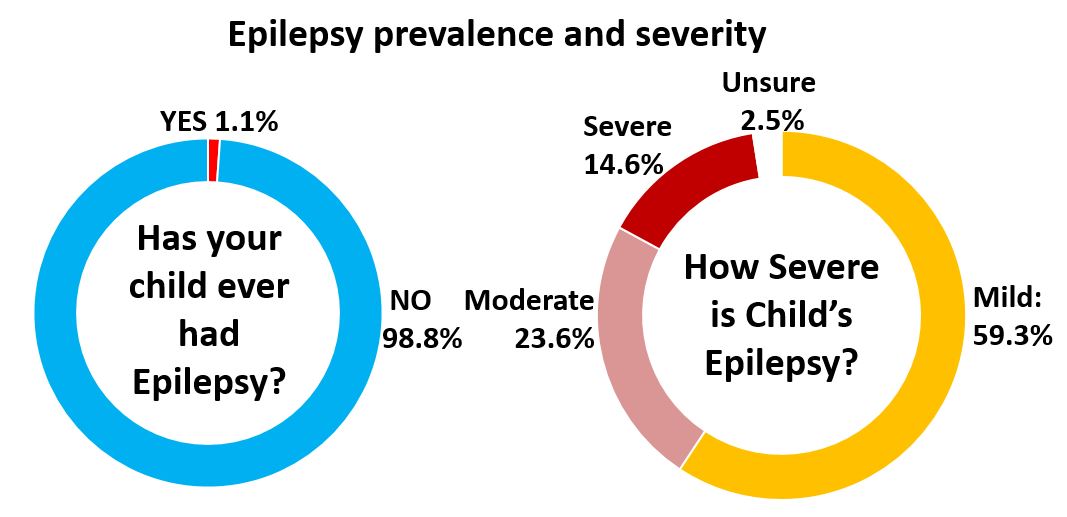 Epilepsy prevalence and severity
YES 1.1%
Has your
child ever
had
Epilepsy?
NO
98.8%
Unsure
2.5%
Severe
14.6%
Moderate
23.6%
How Severe
is Child’s
Epilepsy?
Mild:
59.3%